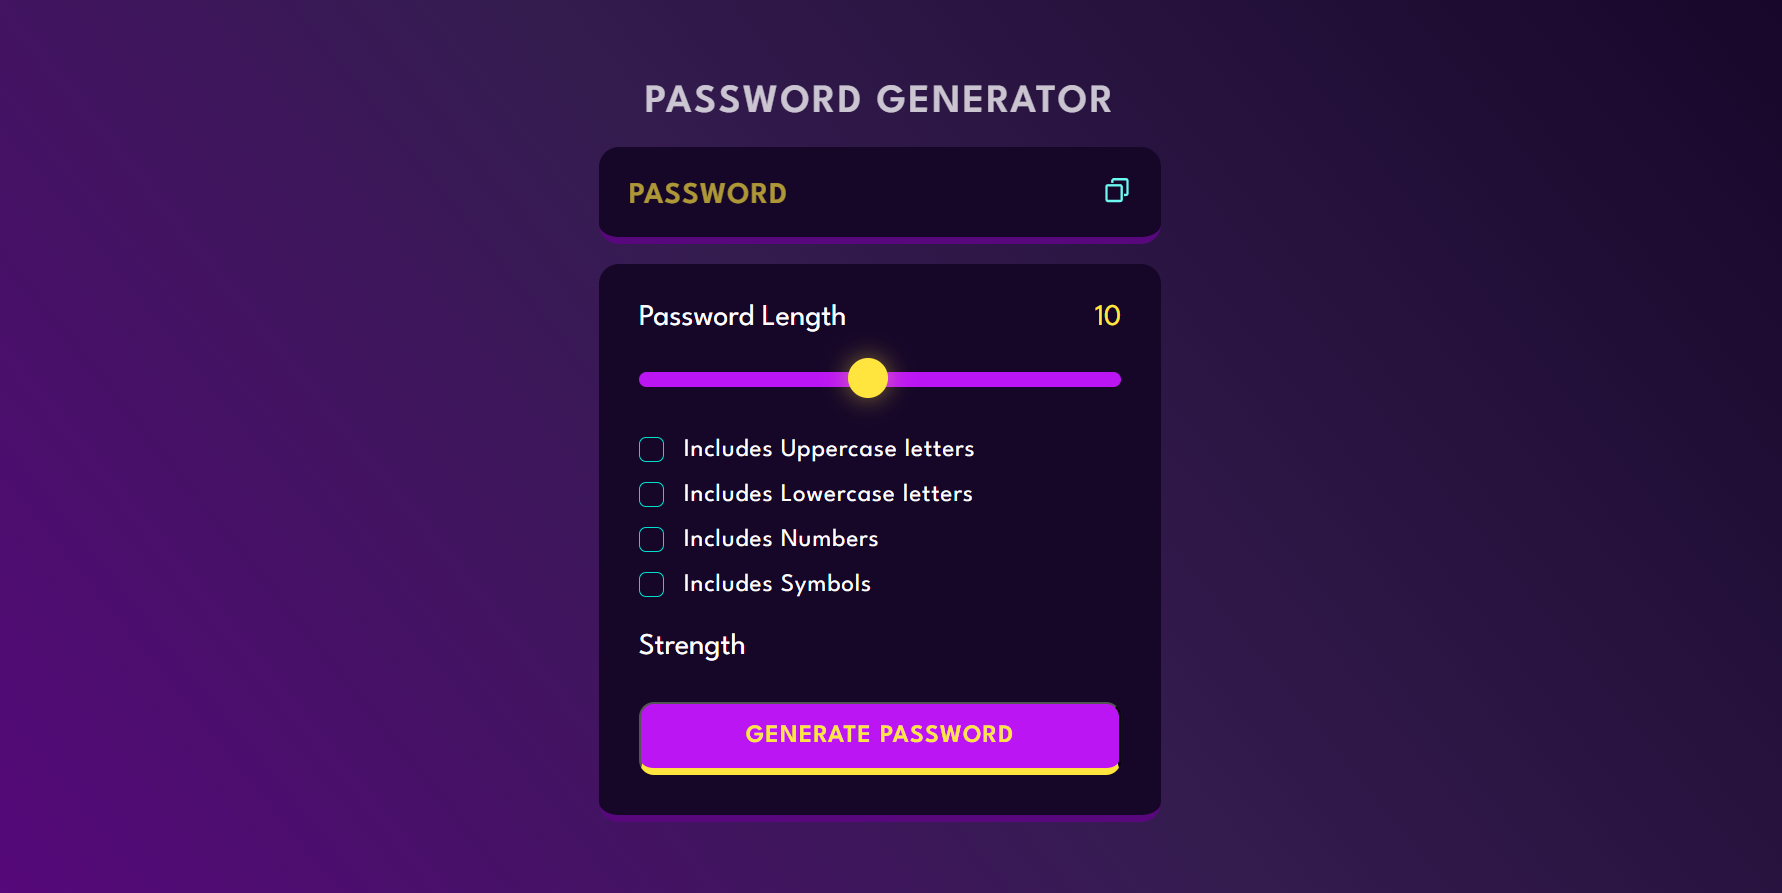 PASSWORD GENERATOR
PASSWORD
Password Length 10
Includes Uppercase letters
Includes Lowercase letters
Includes Numbers
Includes Symbols
Strength
GENERATE PASSWORD